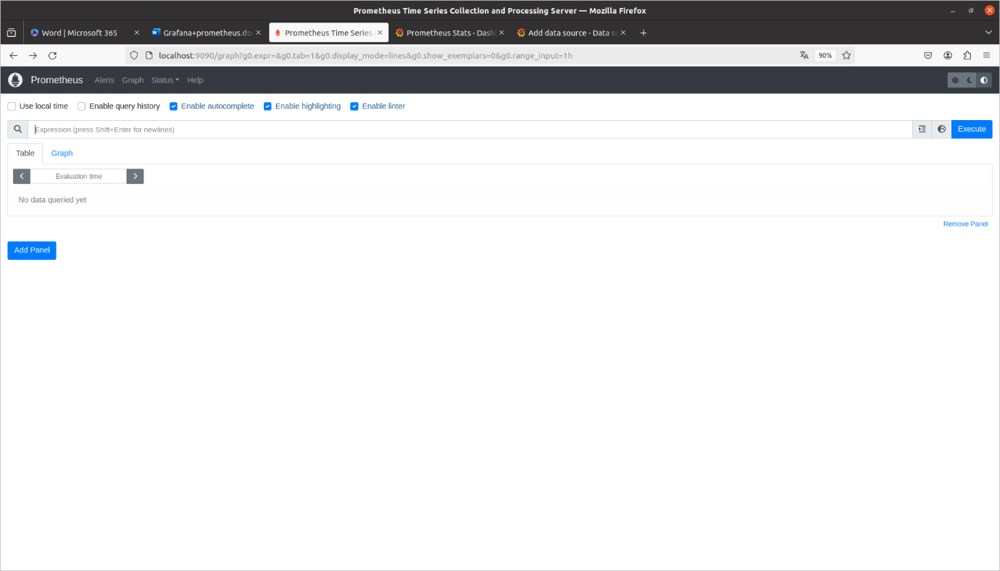 Prometheus Time Series Collection and Processing Server — Mozilla Firefox
Word | Microsoft 365
Grafana+prometheus.do
Prometheus Time Series
Prometheus Stats - Dash
Add data source - Data s
localhost:9090/graph?g0.expr=&g0.tab=1&g0.display_mode=lines&g0.show_exemplars=0&g0.range_input=1h
90%
Prometheus Alerts Graph Status Help
Use local time Enable query history Enable autocomplete Enable highlighting Enable linter
Expression (press Shift+Enter for newlines)
Execute
Table Graph
Evaluation time
No data queried yet
Remove Panel
Add Panel